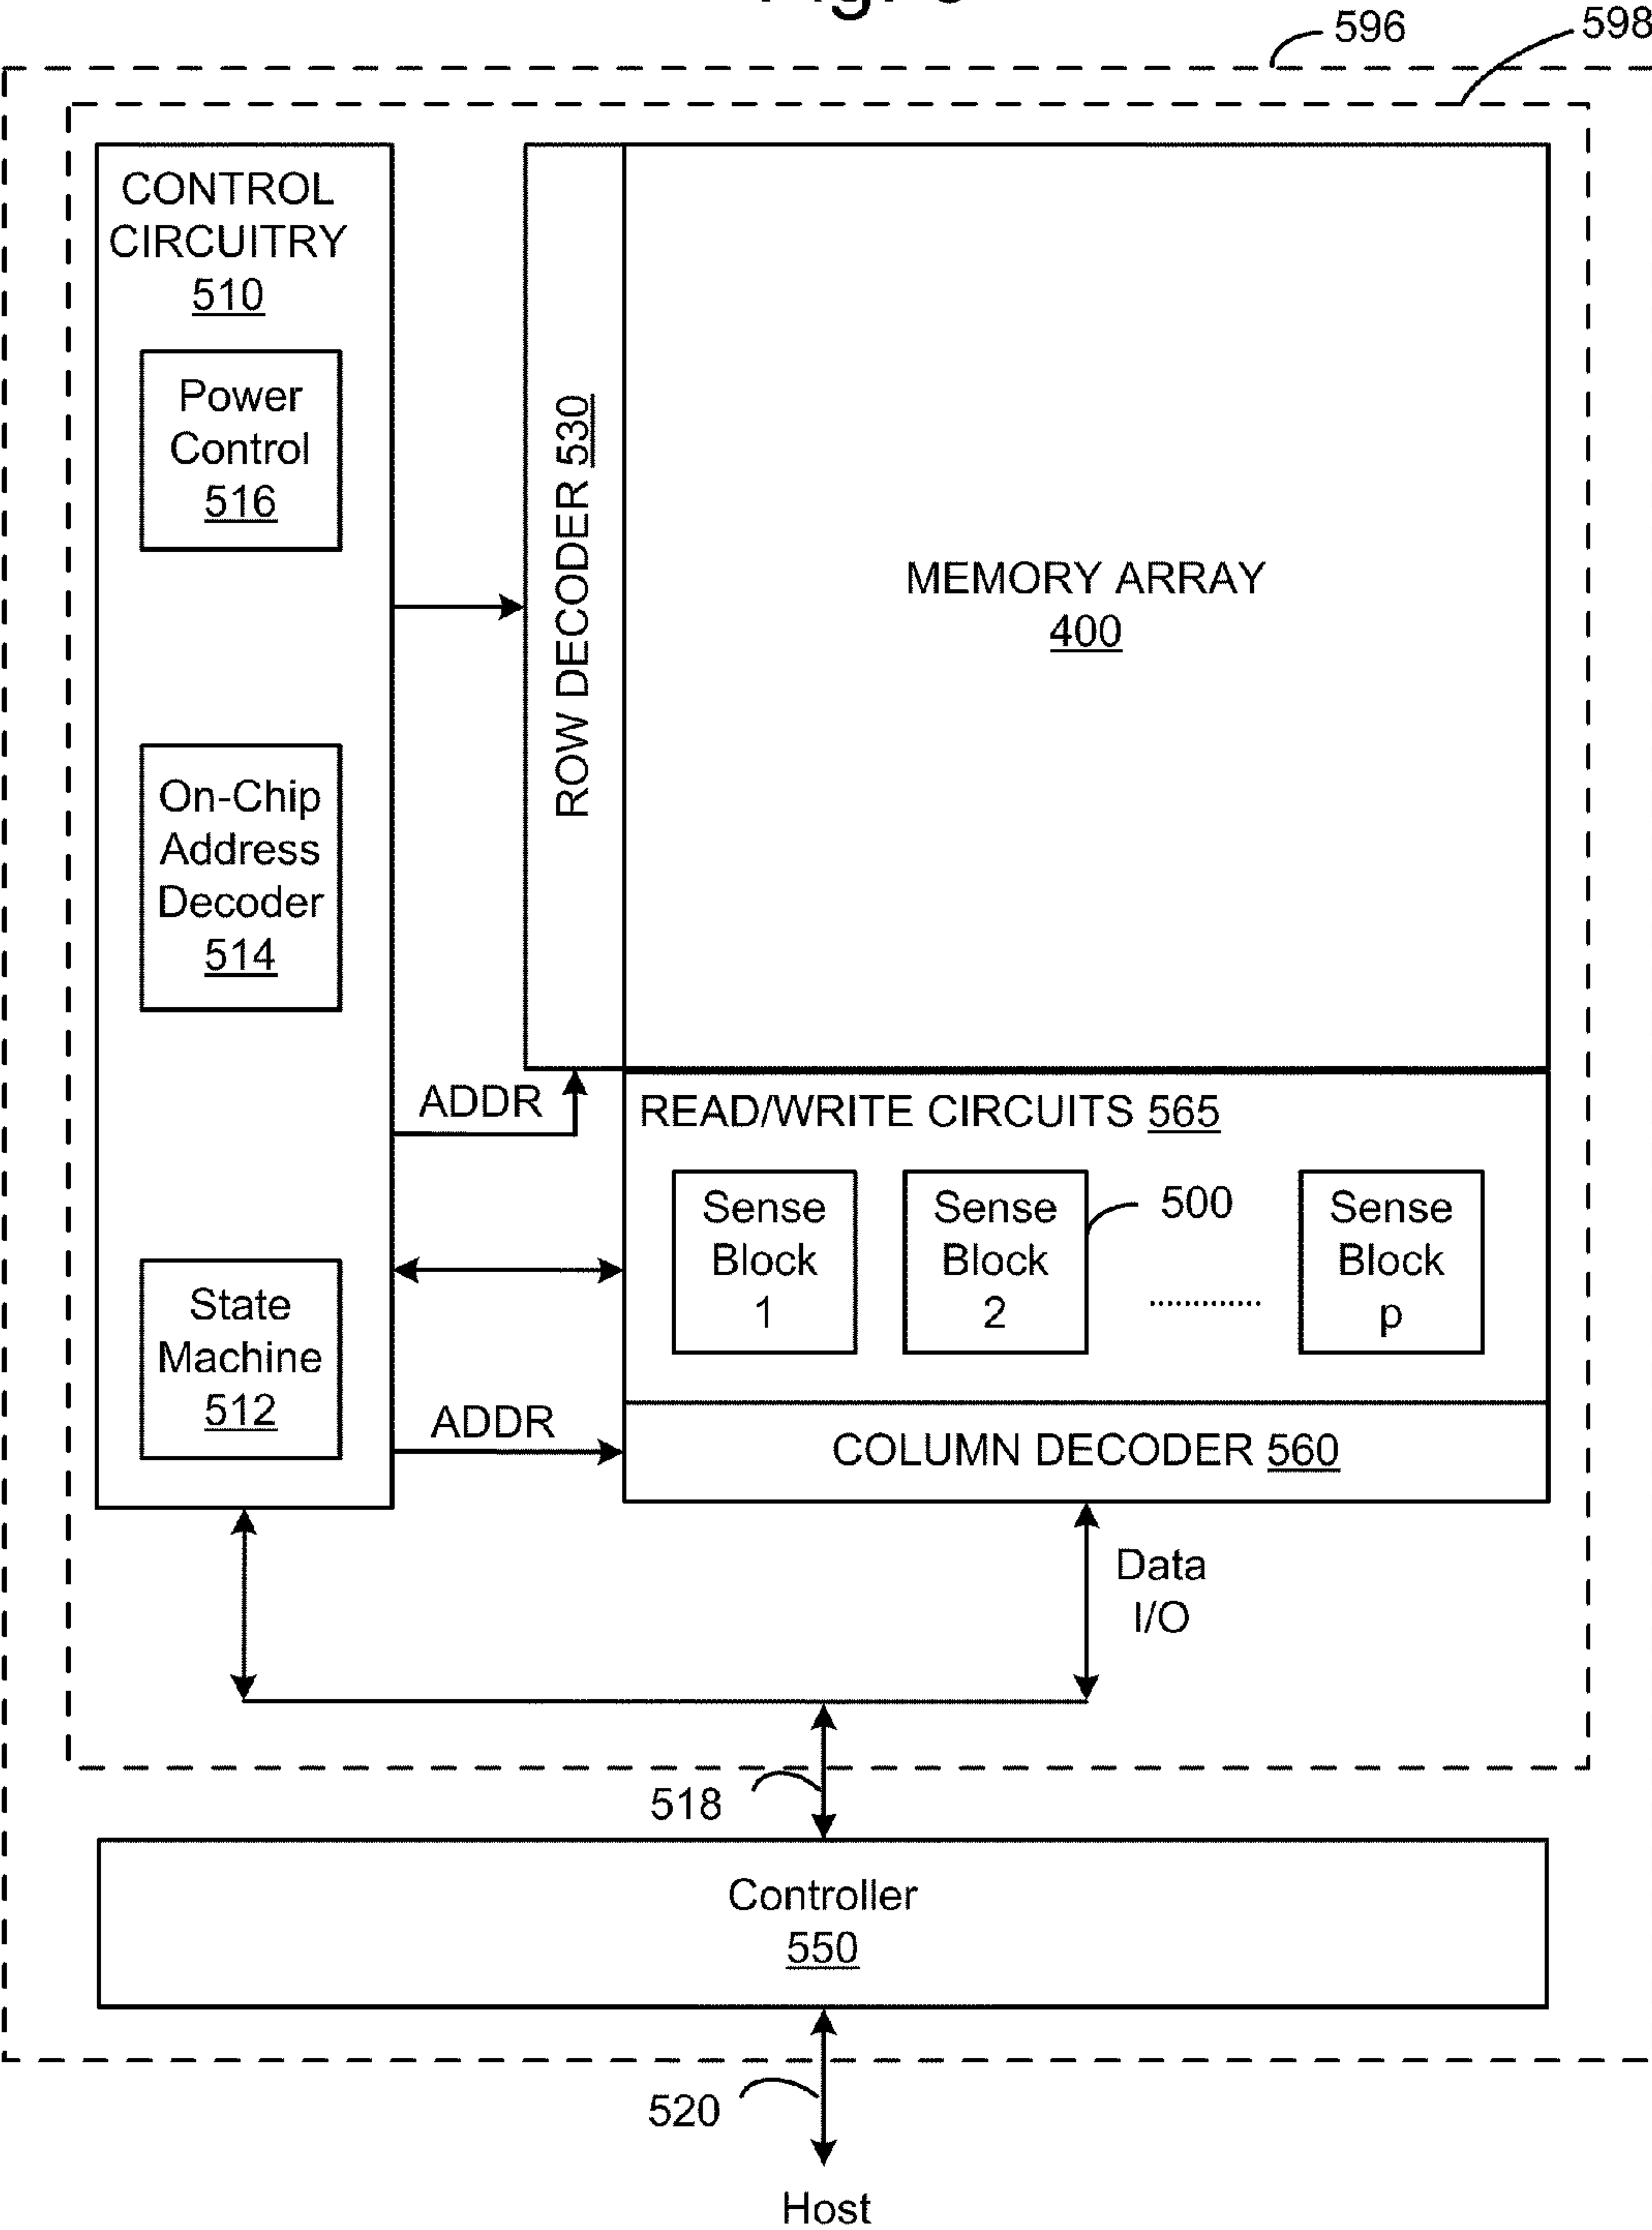 596
598
CONTROL
CIRCUITRY
510
Power
Control
516
On-Chip
Address
Decoder
514
State
Machine
512
ROW DECODER 530
MEMORY ARRAY
400
ADDR
READ/WRITE CIRCUITS 565
Sense
Block
1
Sense
Block
2
500
.............
Sense
Block
p
ADDR
COLUMN DECODER 560
Data
I/O
518
Controller
550
520
Host